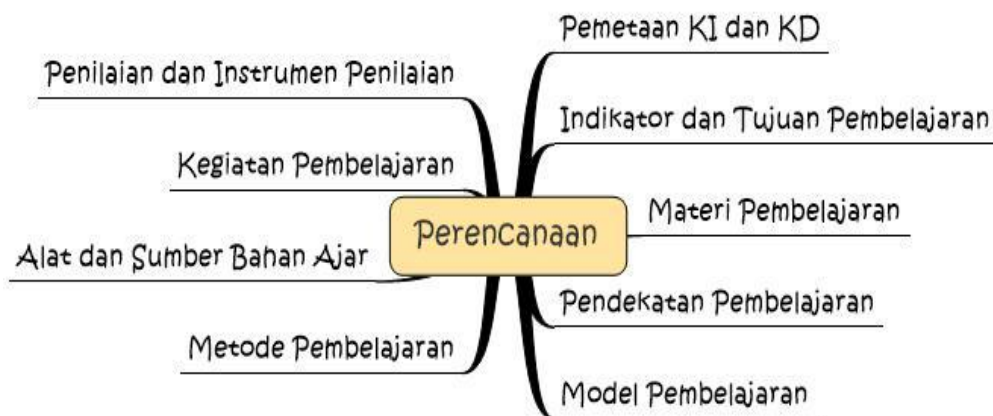 Pemetaan KI dan KD
Indikator dan Tujuan Pembelajaran
Materi Pembelajaran
Pendekatan Pembelajaran
Model Pembelajaran
Perencanaan
Penilaian dan Instrumen Penilaian
Kegiatan Pembelajaran
Alat dan Sumber Bahan Ajar
Metode Pembelajaran